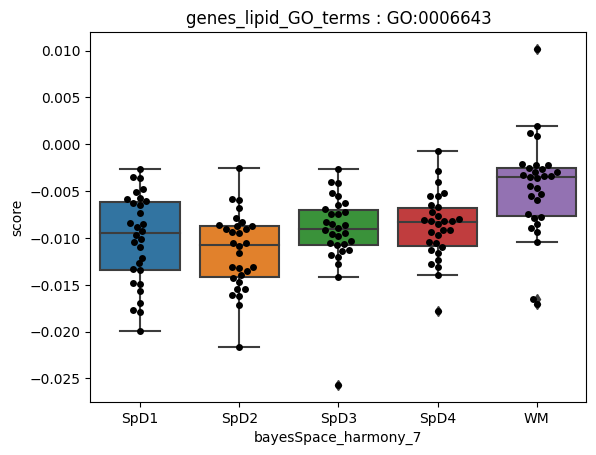 genes_lipid_GO_terms : GO:0006643
0.010
0.005
0.000
−0.005
−0.010
−0.015
−0.020
−0.025
score
SpD1 SpD2 SpD3 SpD4 WM
bayesSpace_harmony_7